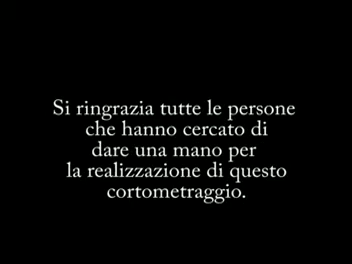 Si ringrazia tutte le persone
che hanno cercato di
dare una mano per
la realizzazione di questo
cortometraggio.